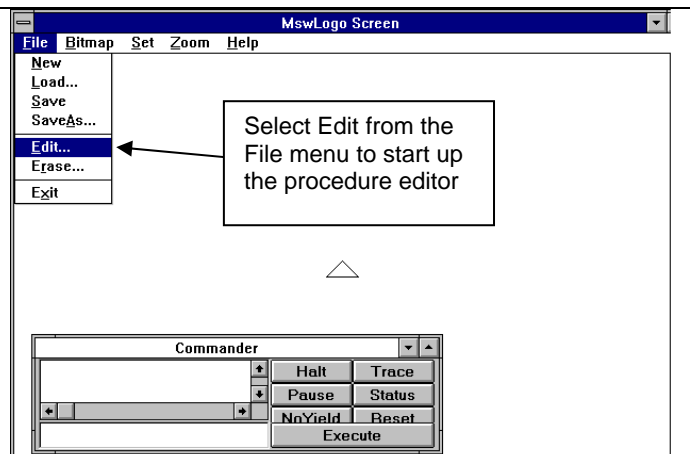 MswLogo Screen
File Bitmap Set Zoom Help
New
Load...
Save
SaveAs...
Edit...
Erase...
Exit
Select Edit from the
File menu to start up
the procedure editor
Commander
Halt Trace
Pause Status
NoYield Reset
Execute